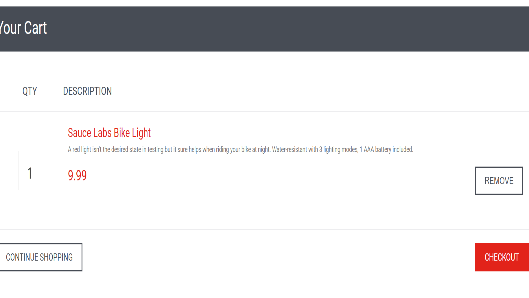 Your Cart
QTY DESCRIPTION
Sauce Labs Bike Light
A red light isn't the desired state in testing but it sure helps when riding your bike at night. Water-resistant with 3 lighting modes, 1 AAA battery included.
1
9.99
REMOVE
CONTINUE SHOPPING
CHECKOUT